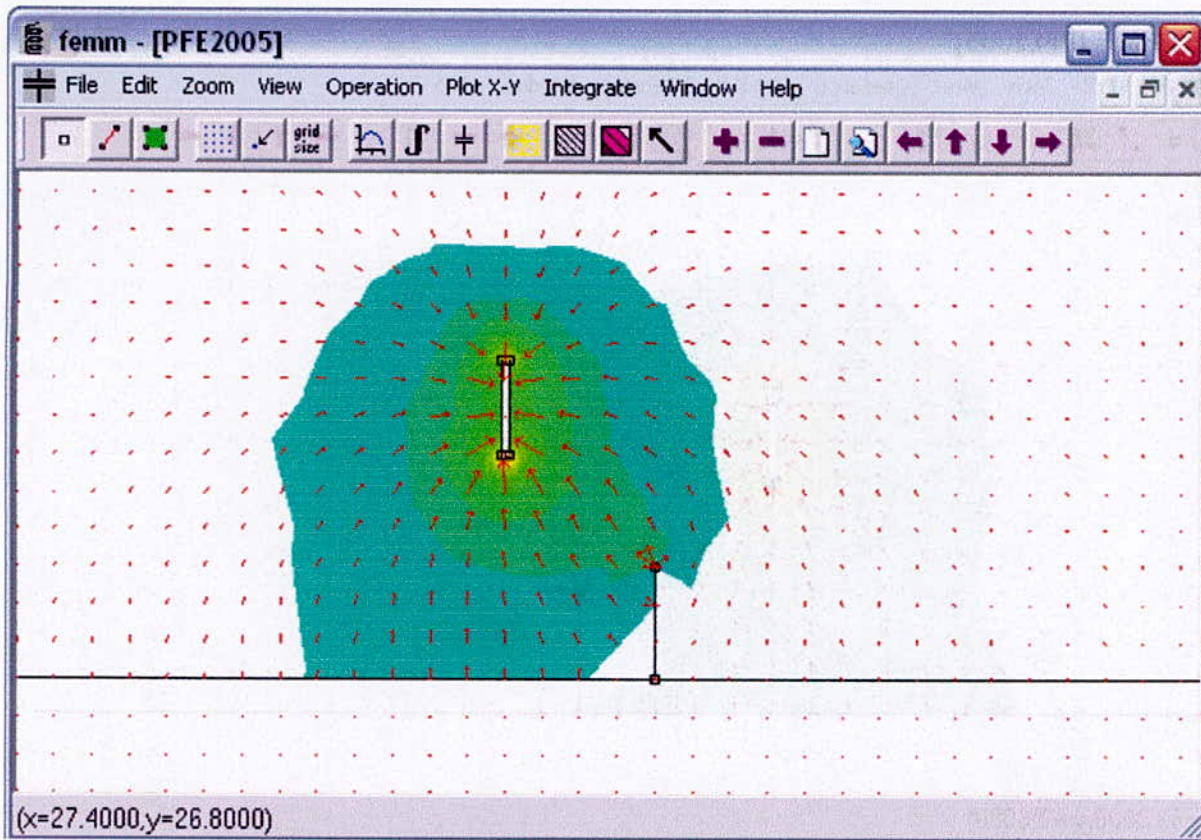 femm - [PFE2005]
File Edit Zoom View Operation Plot X-Y Integrate Window Help
grid size
(x=27.4000,y=26.8000)